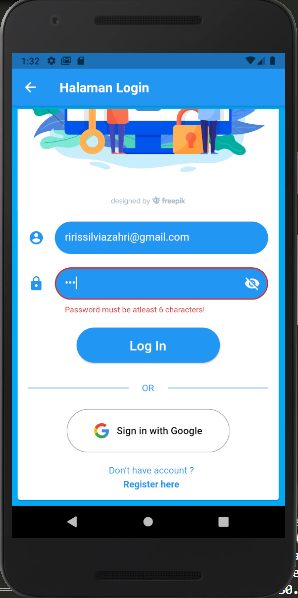 1:32
Halaman Login
designed by freepik
ririssilviazahri@gmail.com
•••
Password must be atleast 6 characters!
Log In
OR
G Sign in with Google
Don't have account ?
Register here